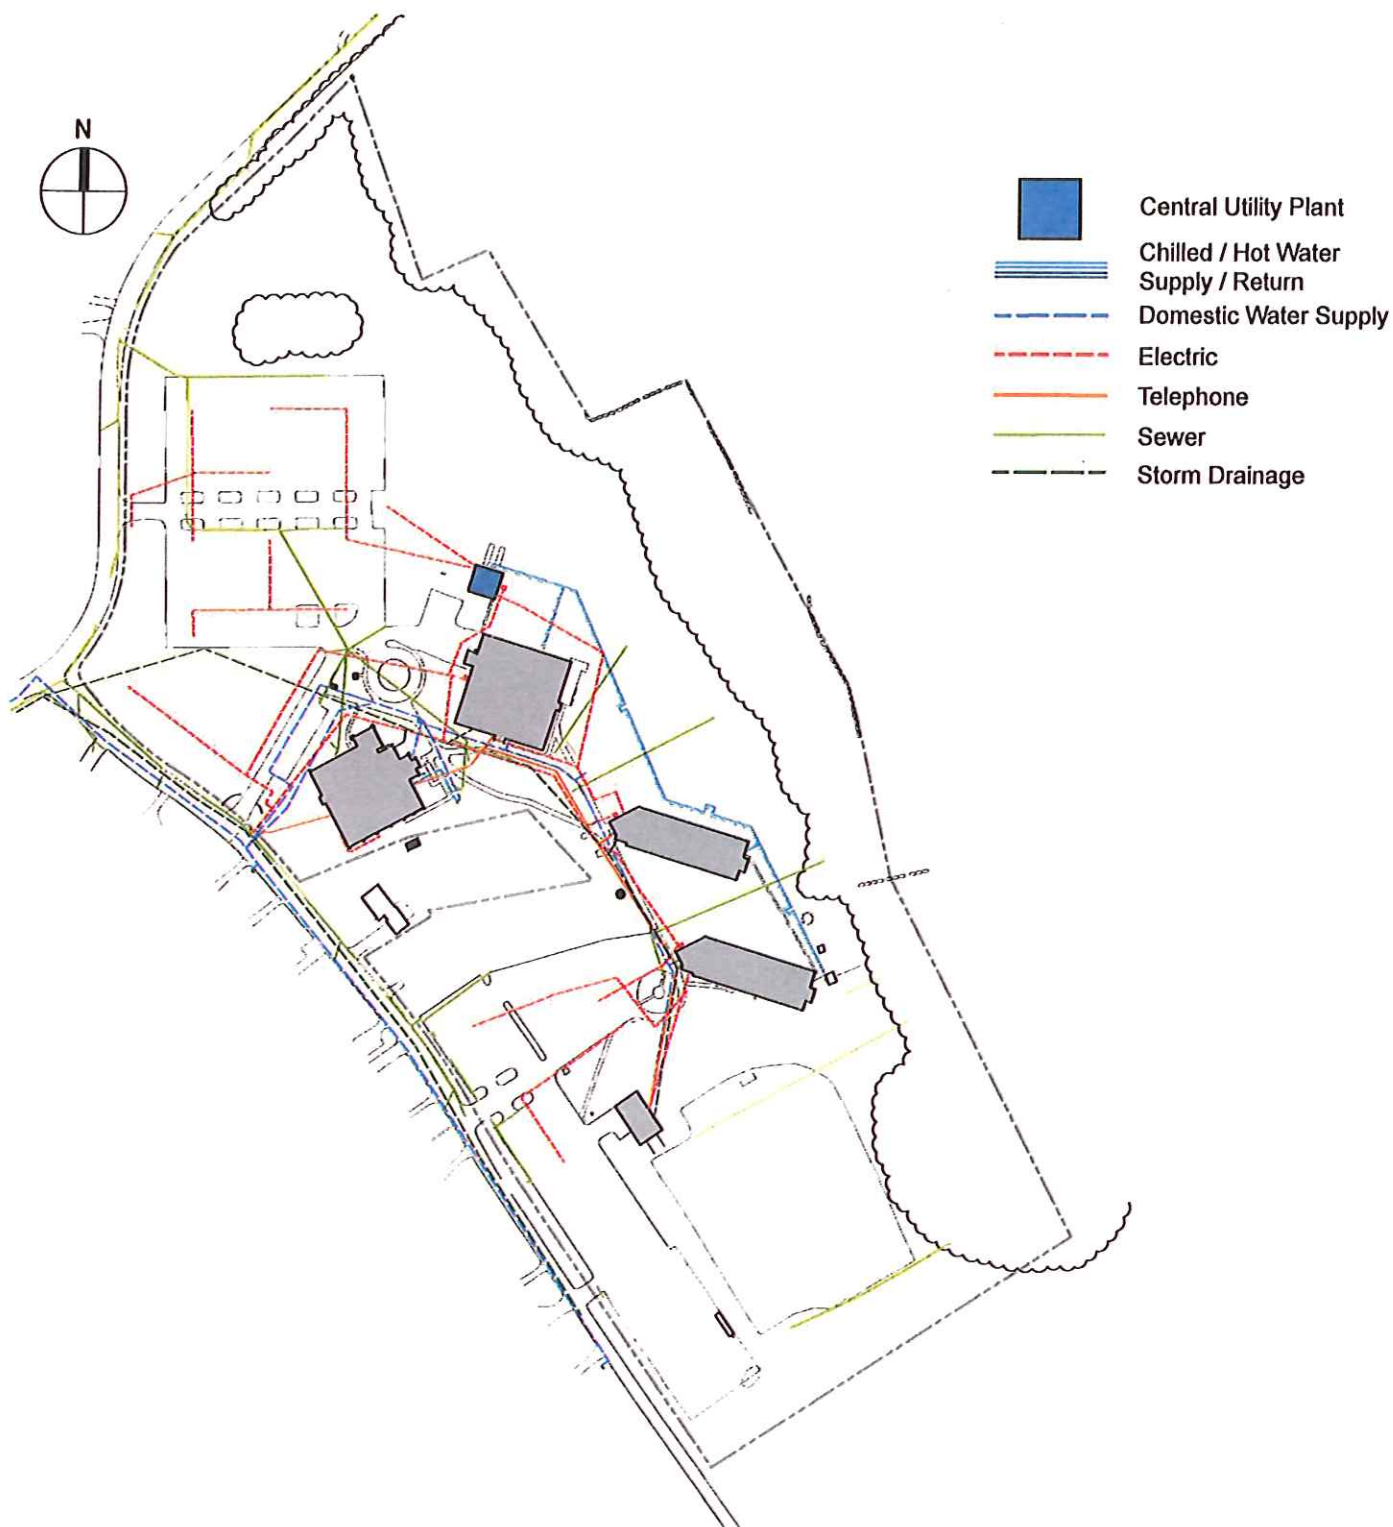 N
Central Utility Plant
Chilled / Hot Water
Supply / Return
Domestic Water Supply
Electric
Telephone
Sewer
Storm Drainage